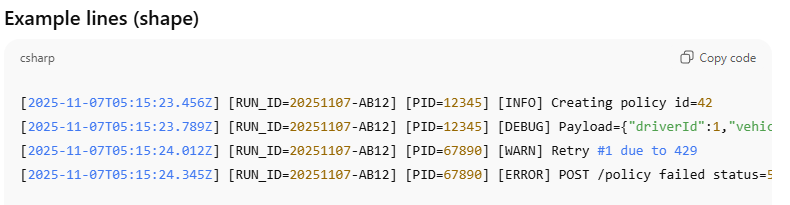 Example lines (shape)
csharp
Copy code
[2025-11-07T05:15:23.456Z] [RUN_ID=20251107-AB12] [PID=12345] [INFO] Creating policy id=42
[2025-11-07T05:15:23.789Z] [RUN_ID=20251107-AB12] [PID=12345] [DEBUG] Payload={"driverId":1,"vehic
[2025-11-07T05:15:24.012Z] [RUN_ID=20251107-AB12] [PID=67890] [WARN] Retry #1 due to 429
[2025-11-07T05:15:24.345Z] [RUN_ID=20251107-AB12] [PID=67890] [ERROR] POST /policy failed status=5